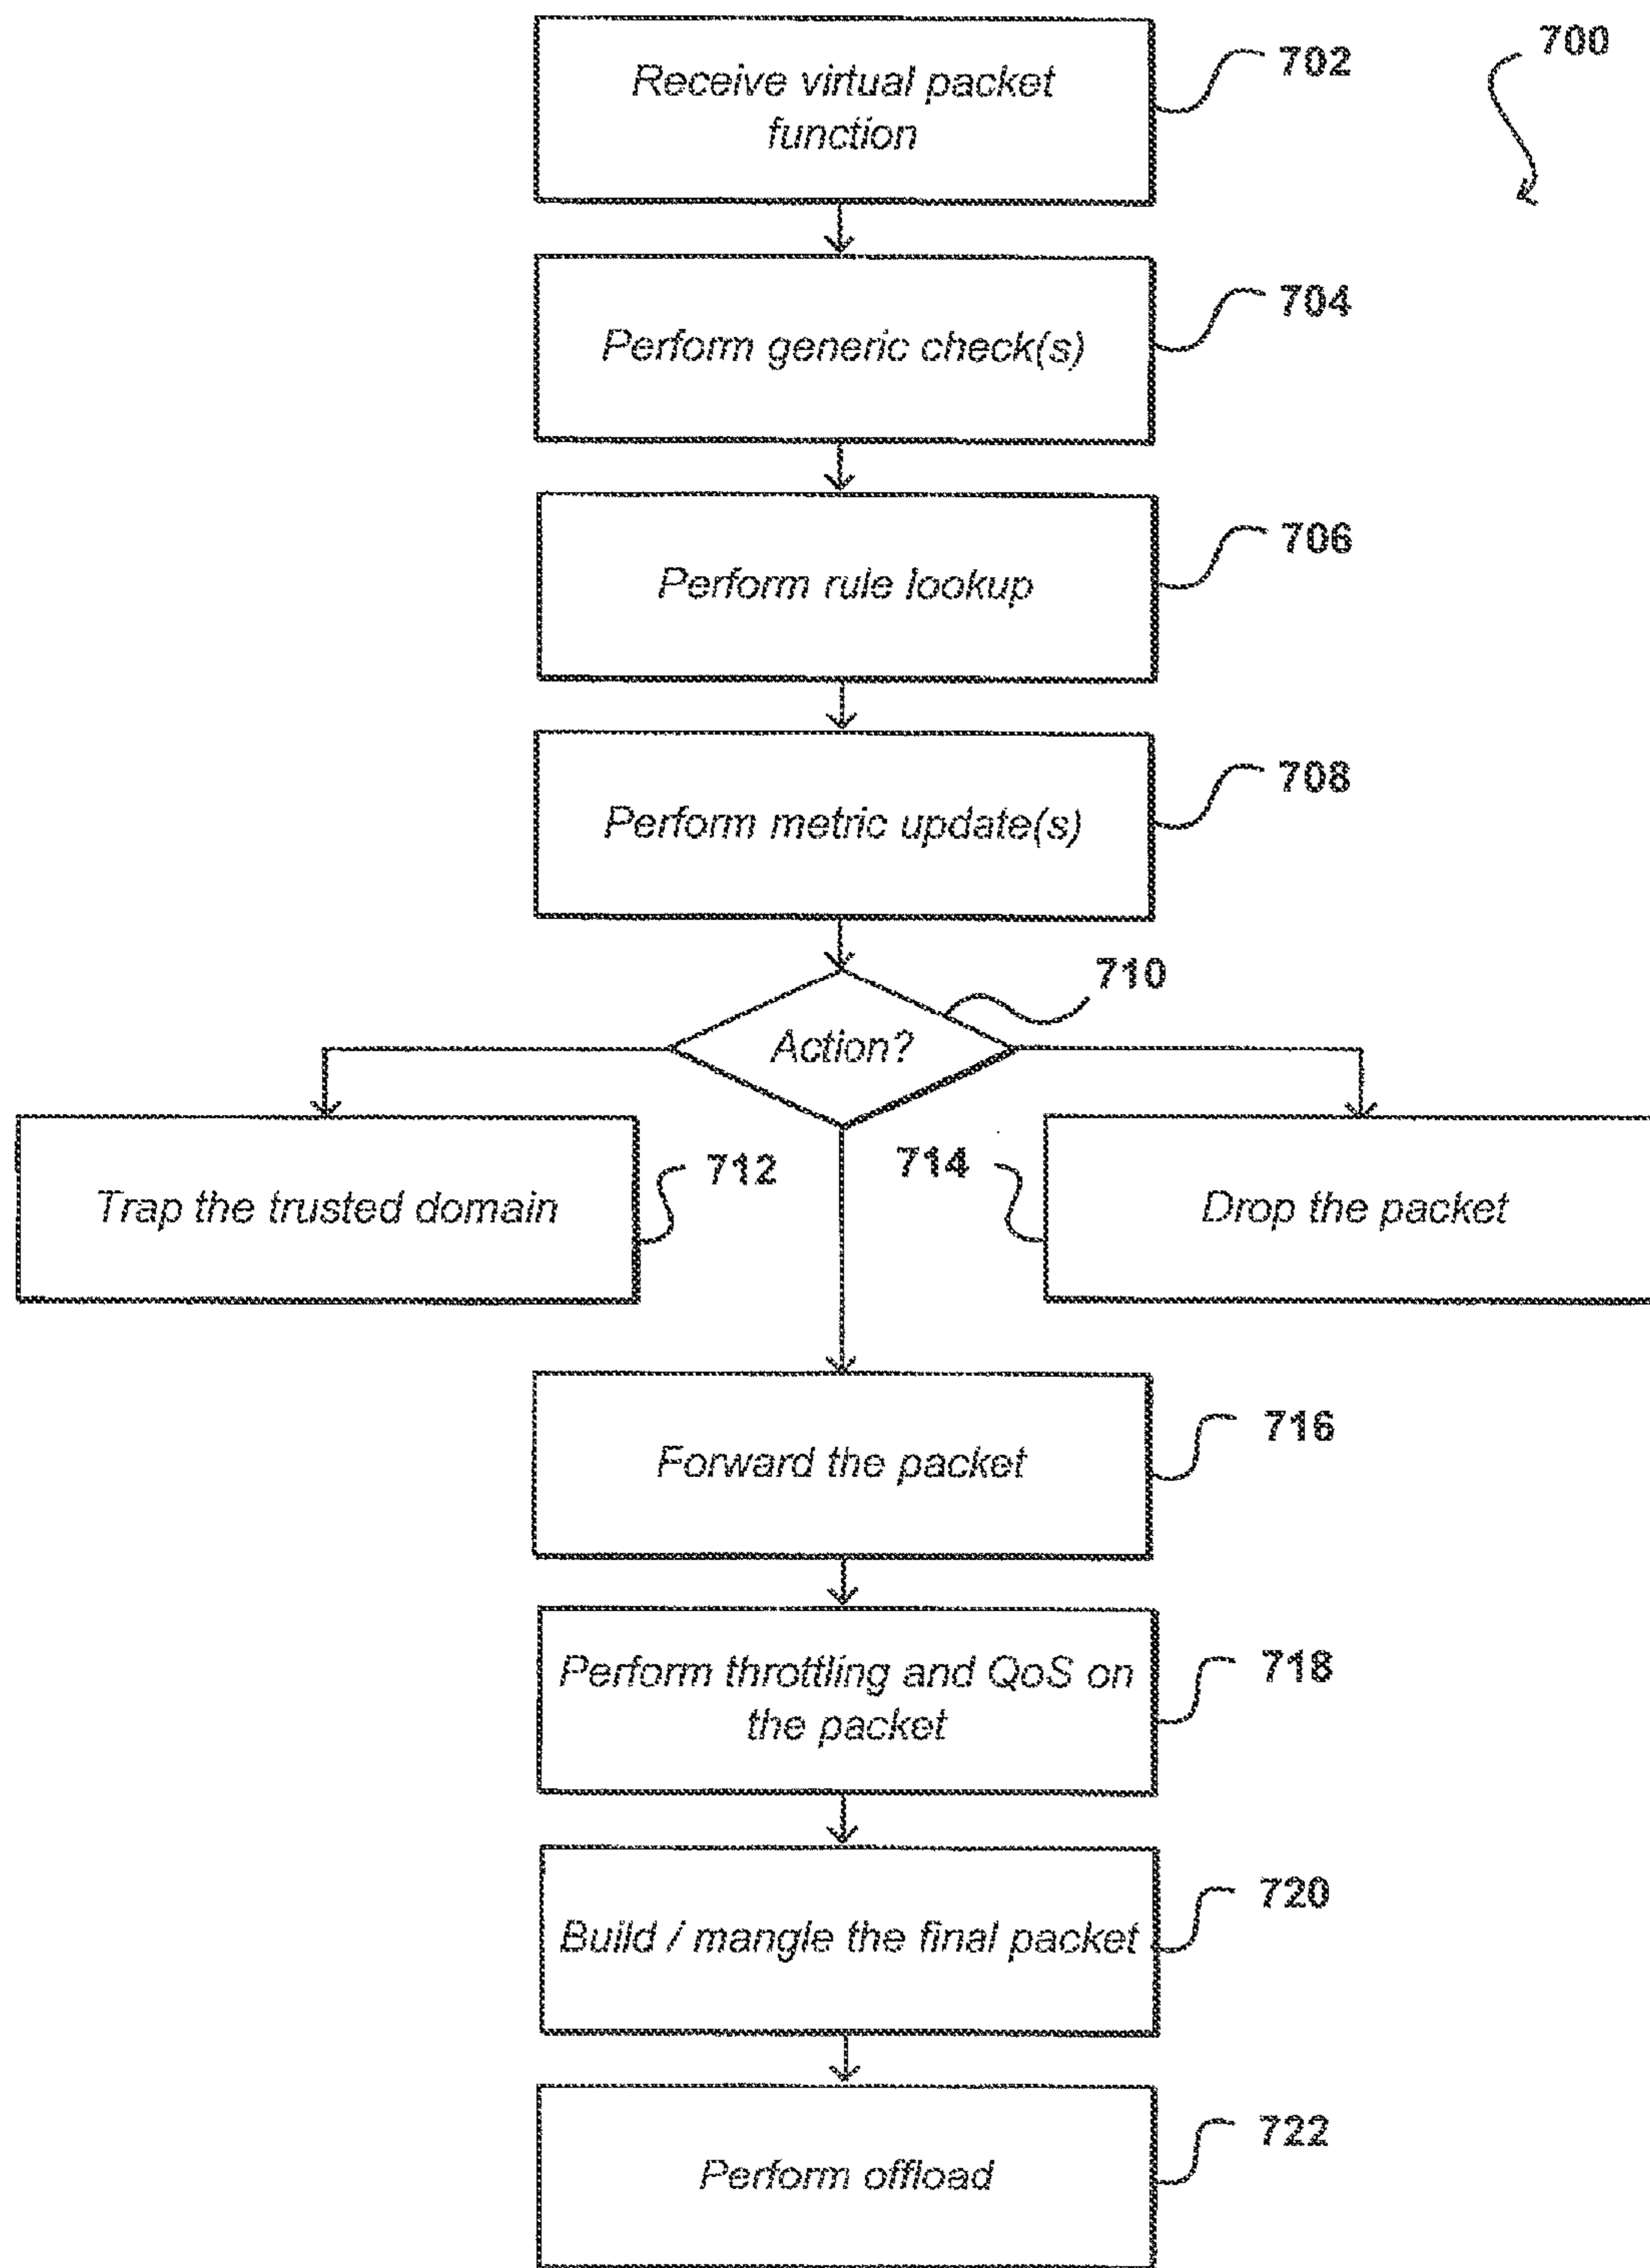 700
Receive virtual packet
function
702
Perform generic check(s)
704
Perform rule lookup
706
Perform metric update(s)
708
Action?
710
Trap the trusted domain
712
714
Drop the packet
Forward the packet
716
Perform throttling and QoS on
the packet
718
Build / mangle the final packet
720
Perform offload
722